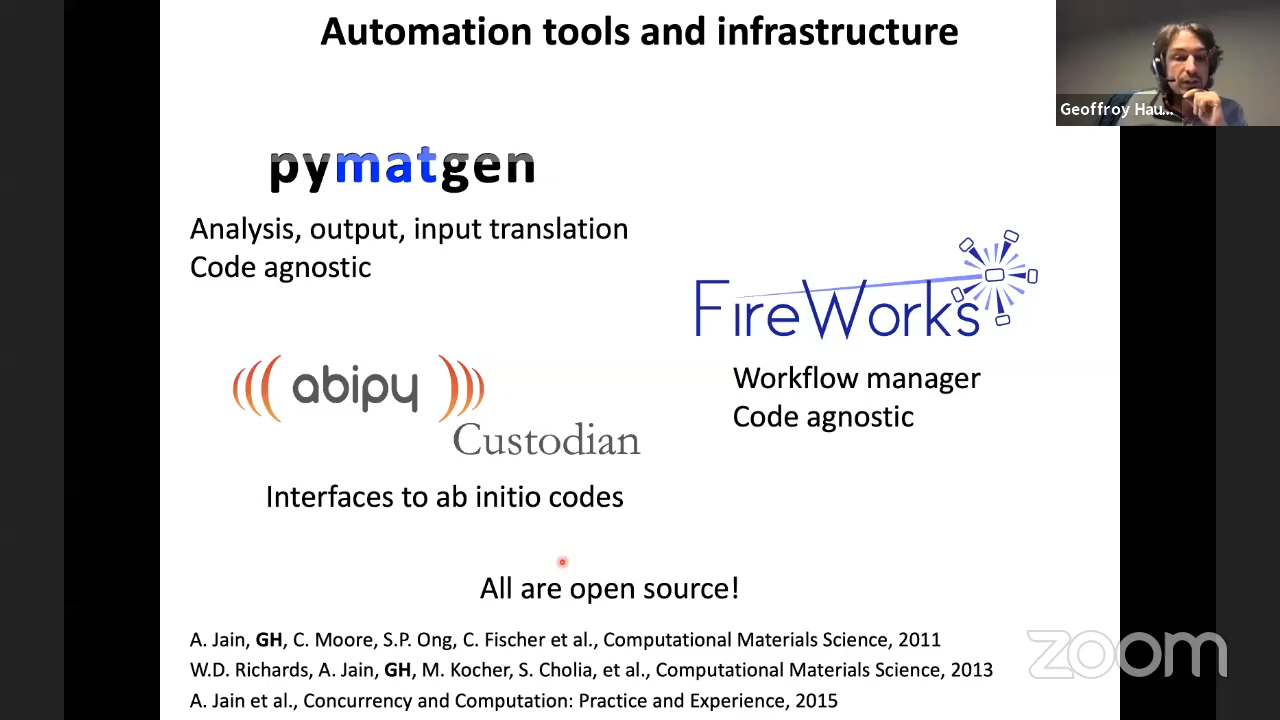 Automation tools and infrastructure
Geoffroy Hau...
pymatgen
Analysis, output, input translation
Code agnostic
FireWorks
abipy
Custodian
Workflow manager
Code agnostic
Interfaces to ab initio codes
All are open source!
A. Jain, GH, C. Moore, S.P. Ong, C. Fischer et al., Computational Materials Science, 2011
W.D. Richards, A. Jain, GH, M. Kocher, S. Cholia, et al., Computational Materials Science, 2013
A. Jain et al., Concurrency and Computation: Practice and Experience, 2015
zoom